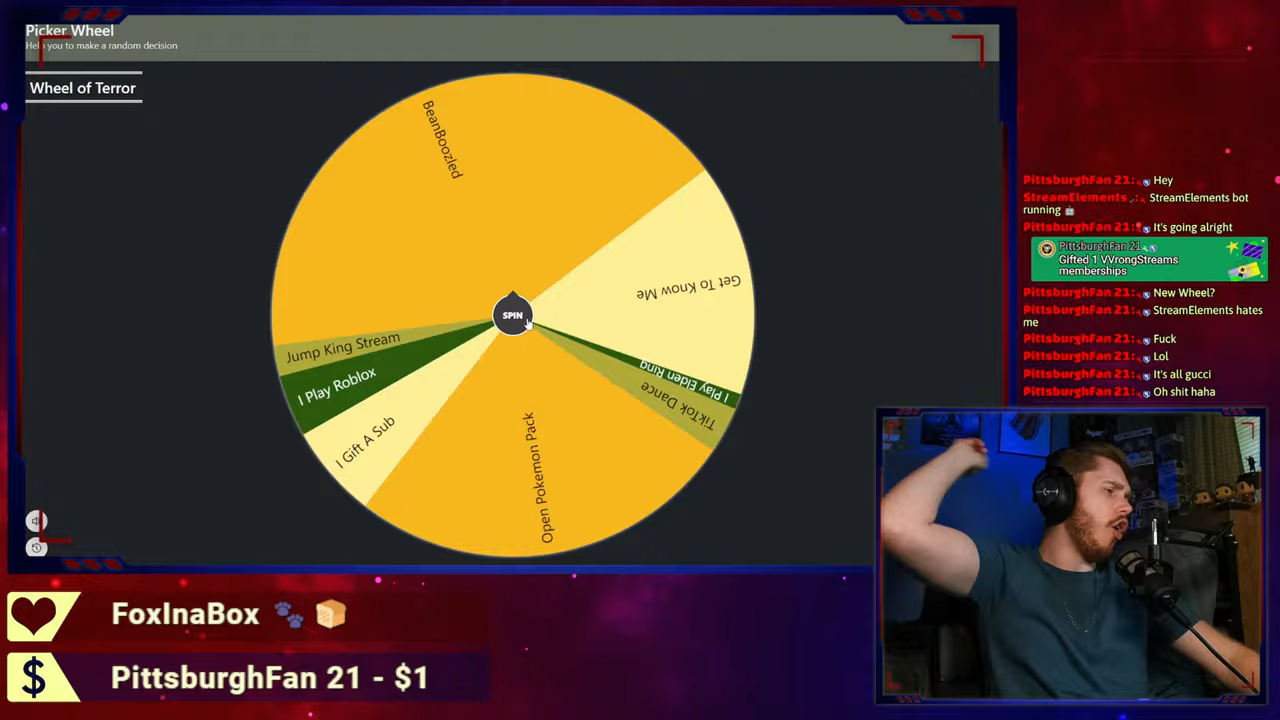 Picker Wheel
Help you to make a random decision
Wheel of Terror
BeanBoozled
Get To Know Me
I Play Elden Ring
TikTok Dance
Open Pokemon Pack
I Gift A Sub
I Play Roblox
Jump King Stream
SPIN
PittsburghFan 21: Hey
StreamElements : StreamElements bot
running 🤖
PittsburghFan 21: It's going alright
PittsburghFan 21
Gifted 1 VVrongStreams
memberships
PittsburghFan 21: New Wheel?
PittsburghFan 21: StreamElements hates
me
PittsburghFan 21: Fuck
PittsburghFan 21: Lol
PittsburghFan 21: It's all gucci
PittsburghFan 21: Oh shit haha
FoxInaBox 🐾 🍞
$ PittsburghFan 21 - $1